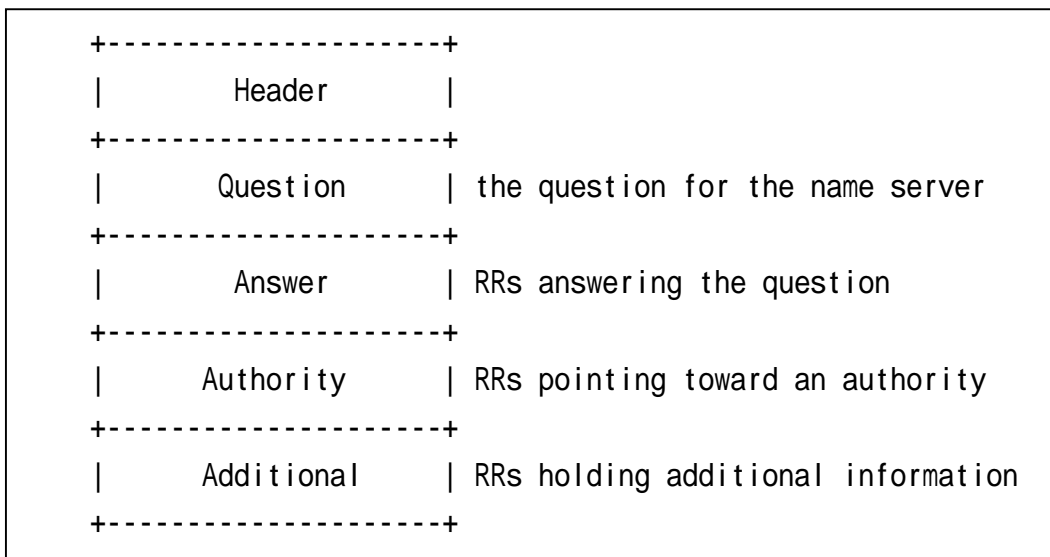 +---------------------+
| Header |
+---------------------+
| Question | the question for the name server
+---------------------+
| Answer | RRs answering the question
+---------------------+
| Authority | RRs pointing toward an authority
+---------------------+
| Additional | RRs holding additional information
+---------------------+